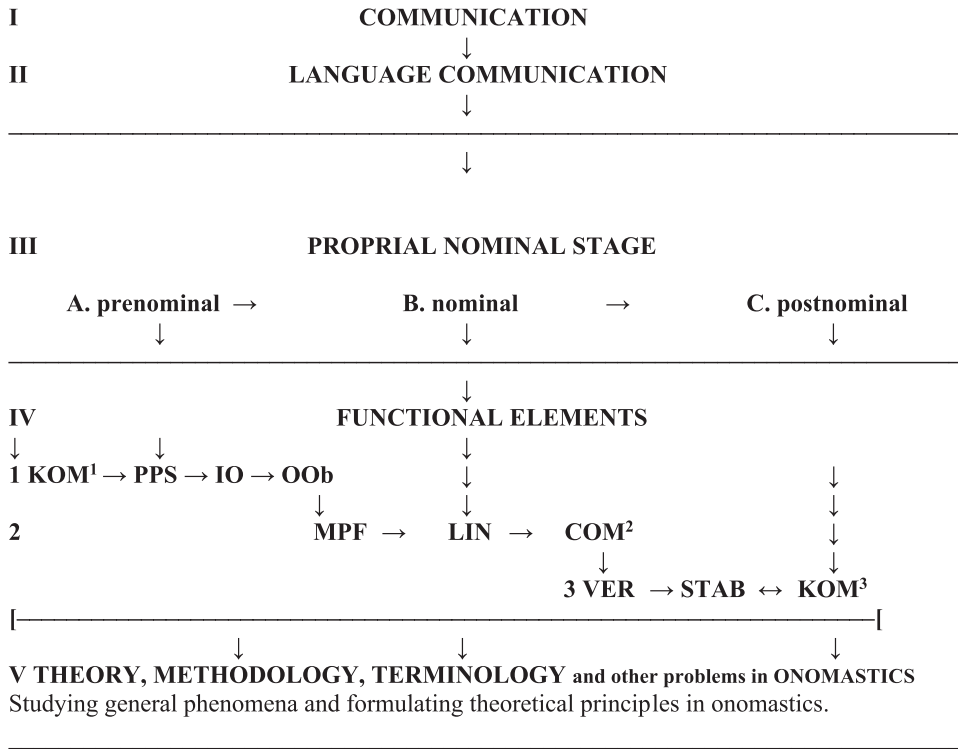 I COMMUNICATION
↓
II LANGUAGE COMMUNICATION
↓
↓
III PROPRIAL NOMINAL STAGE
A. prenominal → B. nominal → C. postnominal
↓ ↓ ↓
↓
IV FUNCTIONAL ELEMENTS
↓ ↓ ↓
1 KOM¹ → PPS → IO → OOb ↓ ↓
↓ ↓ ↓
2 MPF → LIN → COM² ↓
↓ ↓
3 VER → STAB ↔ KOM³
[—[
↓ ↓ ↓
V THEORY, METHODOLOGY, TERMINOLOGY and other problems in ONOMASTICS
Studying general phenomena and formulating theoretical principles in onomastics.